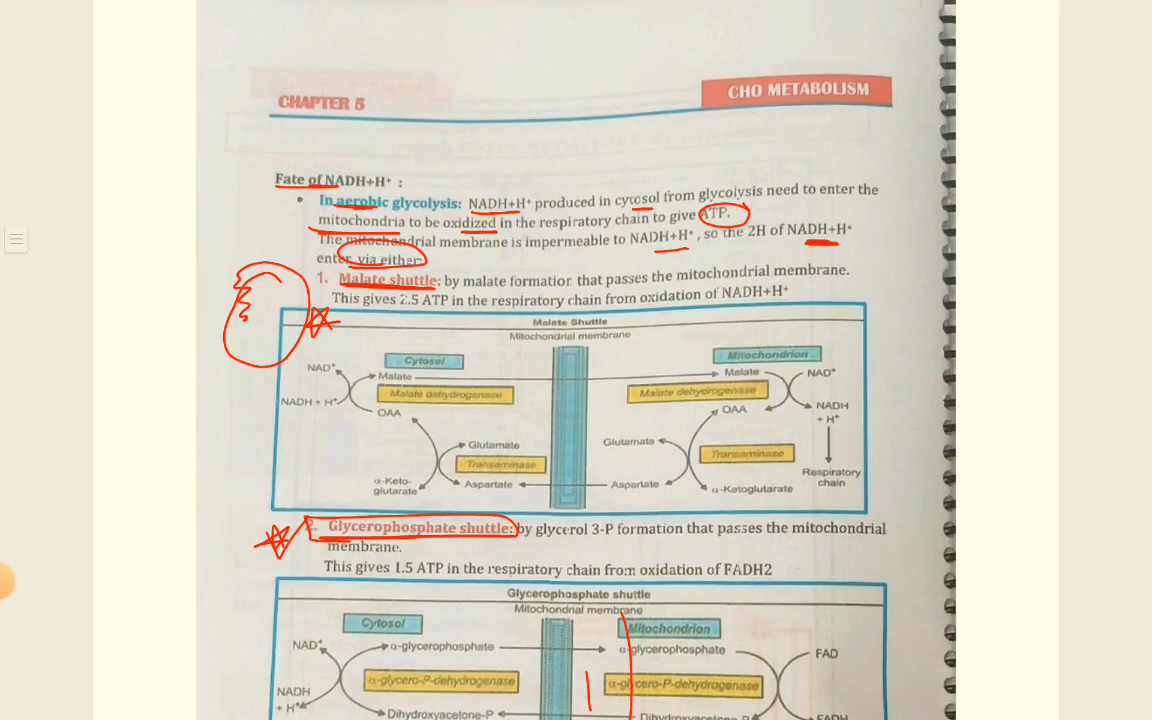 CHAPTER 5
CHO METABOLISM
Fate of NADH+H⁺ :
• In aerobic glycolysis: NADH+H⁺ produced in cytosol from glycolysis need to enter the
mitochondria to be oxidized in the respiratory chain to give ATP.
The mitochondrial membrane is impermeable to NADH+H⁺, so the 2H of NADH+H⁺
enter via either:
1. Malate shuttle: by malate formation that passes the mitochondrial membrane.
This gives 2.5 ATP in the respiratory chain from oxidation of NADH+H⁺
Malate Shuttle
Mitochondrial membrane
Cytosol
Mitochondrion
NAD⁺
Malate
Malate
NAD⁺
Malate dehydrogenase
Malate dehydrogenase
NADH + H⁺
OAA
OAA
NADH
+ H⁺
Glutamate
Glutamate
Transaminase
Transaminase
α-Keto-
glutarate
Aspartate
Aspartate
α-Ketoglutarate
Respiratory
chain
2. Glycerophosphate shuttle: by glycerol 3-P formation that passes the mitochondrial
membrane.
This gives 1.5 ATP in the respiratory chain from oxidation of FADH2
Glycerophosphate shuttle
Mitochondrial membrane
Cytosol
Mitochondrion
NAD⁺
α-glycerophosphate
α-glycerophosphate
FAD
α-glycero-P-dehydrogenase
α-glycero-P-dehydrogenase
NADH
+ H⁺
Dihydroxyacetone-P
Dihydroxyacetone-P
FADH